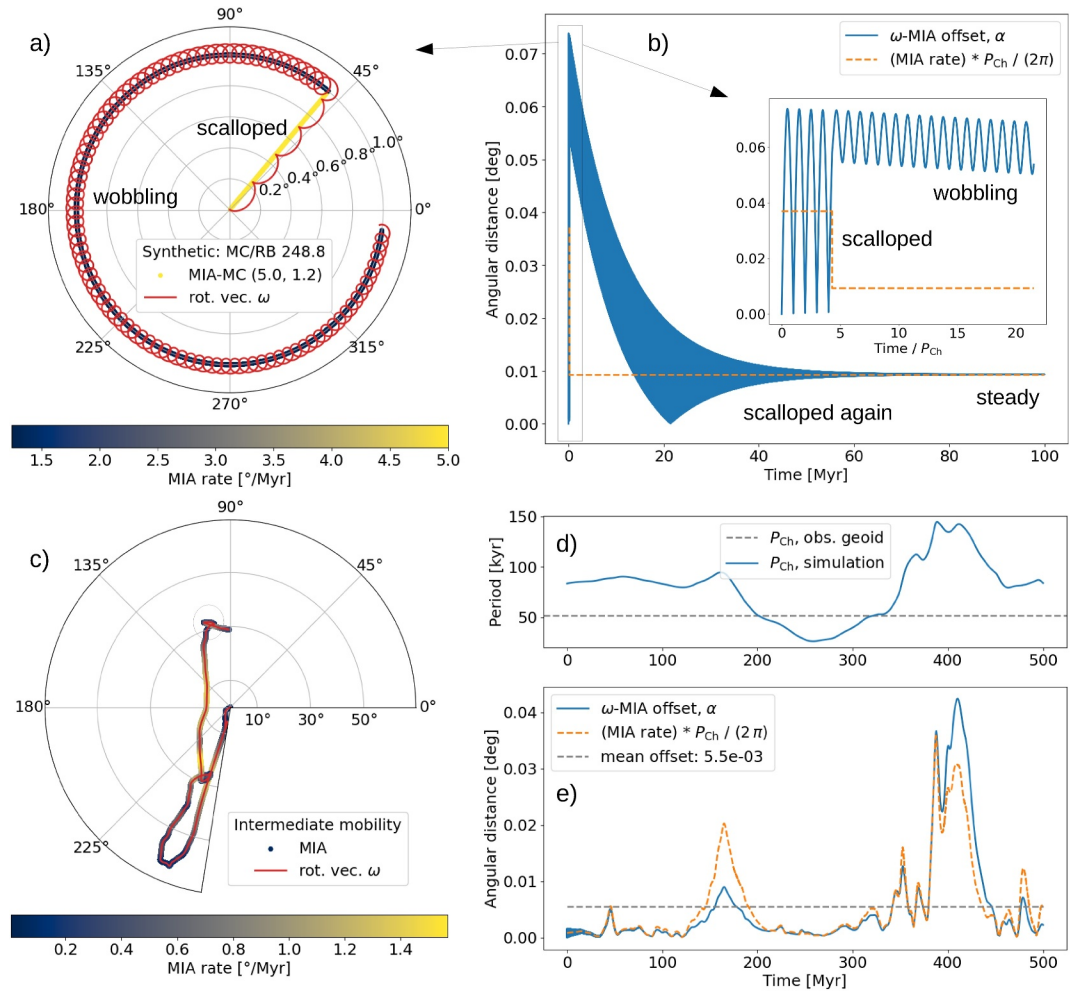 a)
90°
135°
45°
180°
0°
225°
315°
270°
scalloped
wobbling
0.2°
0.4°
0.6°
0.8°
1.0°
Synthetic: MC/RB 248.8
MIA-MC (5.0, 1.2)
rot. vec. ω
1.5 2.0 2.5 3.0 3.5 4.0 4.5 5.0
MIA rate [°/Myr]
b)
ω-MIA offset, α
(MIA rate) * P_Ch / (2π)
Angular distance [deg]
0.07
0.06
0.05
0.04
0.03
0.02
0.01
0.00
0 20 40 60 80 100
Time [Myr]
scalloped again
steady
0.06
0.04
0.02
0.00
wobbling
scalloped
0 5 10 15 20
Time / P_Ch
c)
90°
135°
45°
180°
0°
225°
10°
30°
50°
Intermediate mobility
MIA
rot. vec. ω
0.2 0.4 0.6 0.8 1.0 1.2 1.4
MIA rate [°/Myr]
d)
P_Ch, obs. geoid
P_Ch, simulation
Period [kyr]
150
100
50
0 100 200 300 400 500
e)
ω-MIA offset, α
(MIA rate) * P_Ch / (2 π)
mean offset: 5.5e-03
Angular distance [deg]
0.04
0.03
0.02
0.01
0.00
0 100 200 300 400 500
Time [Myr]